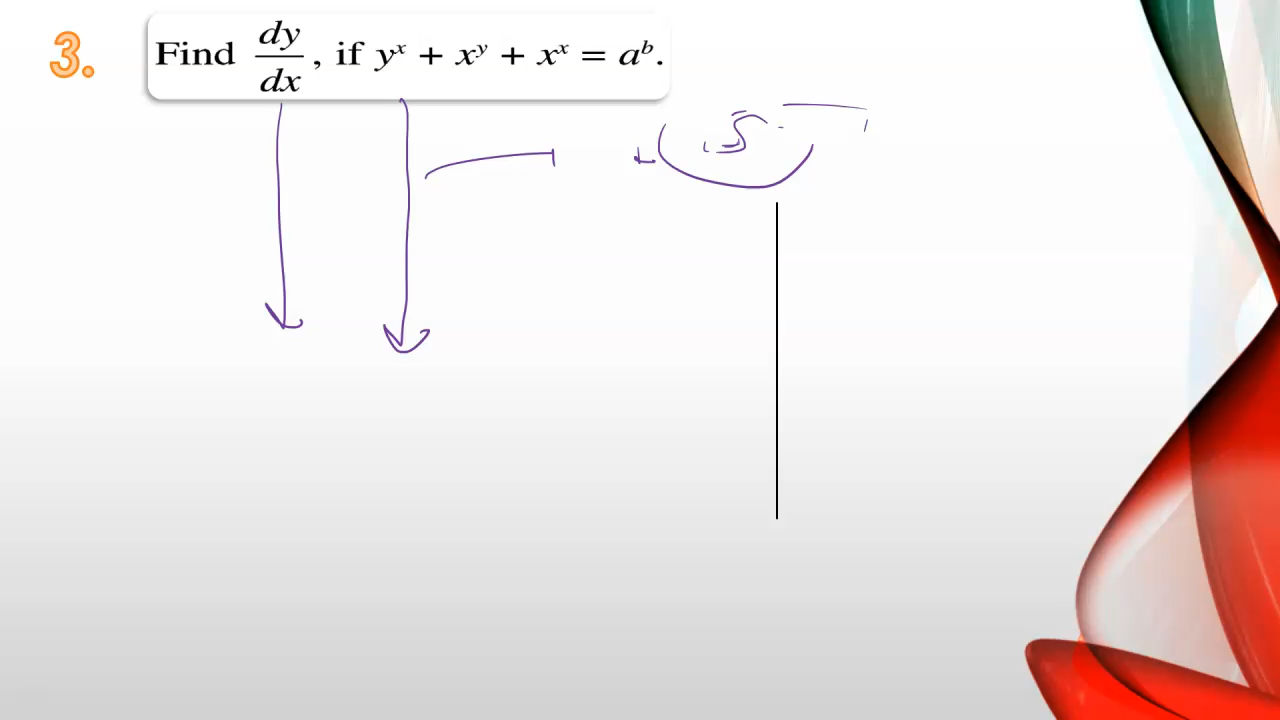 3. Find dy/dx, if y^x + x^y + x^x = a^b.